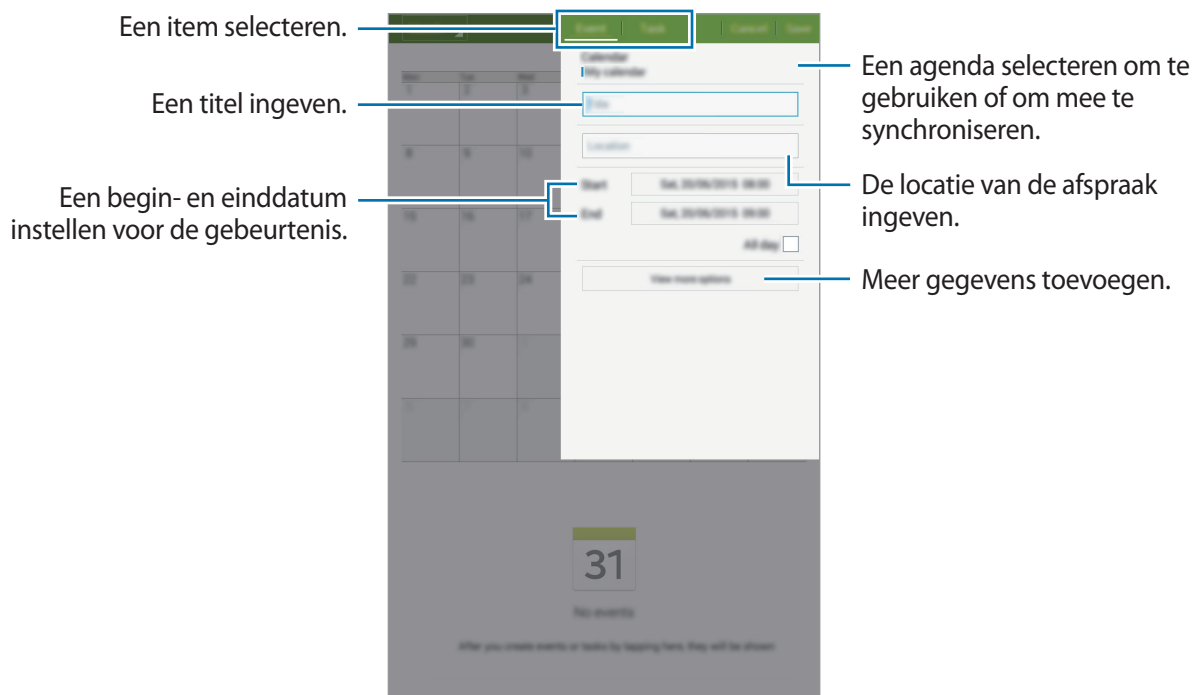 Een item selecteren.
Event Task Cancel Save
Calendar
My calendar
Een agenda selecteren om te
gebruiken of om mee te
synchroniseren.
Mon Tue Wed
1 2 3
Een titel ingeven.
Title
Location
8 9 10
De locatie van de afspraak
ingeven.
Een begin- en einddatum
instellen voor de gebeurtenis.
Start Sat, 20/06/2015 08:00
End Sat, 20/06/2015 09:00
15 16 17
All day
Meer gegevens toevoegen.
View more options
22 23 24
29 30
31
No events
After you create events or tasks by tapping here, they will be shown